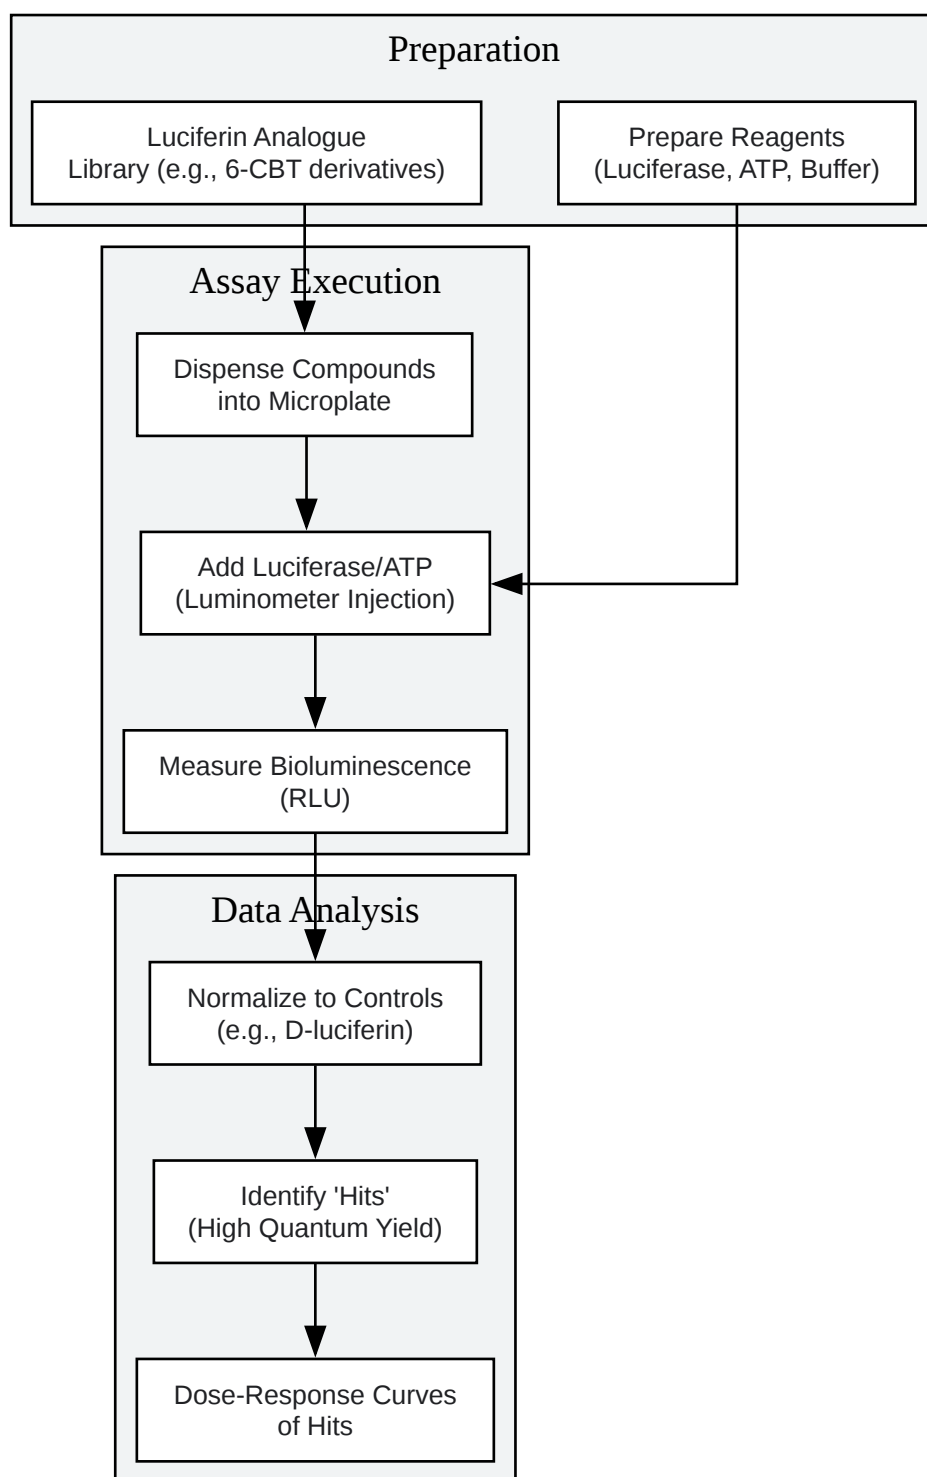 Preparation
Luciferin Analogue
Library (e.g., 6-CBT derivatives)
Prepare Reagents
(Luciferase, ATP, Buffer)
Assay Execution
Dispense Compounds
into Microplate
Add Luciferase/ATP
(Luminometer Injection)
Measure Bioluminescence
(RLU)
Data Analysis
Normalize to Controls
(e.g., D-luciferin)
Identify 'Hits'
(High Quantum Yield)
Dose-Response Curves
of Hits